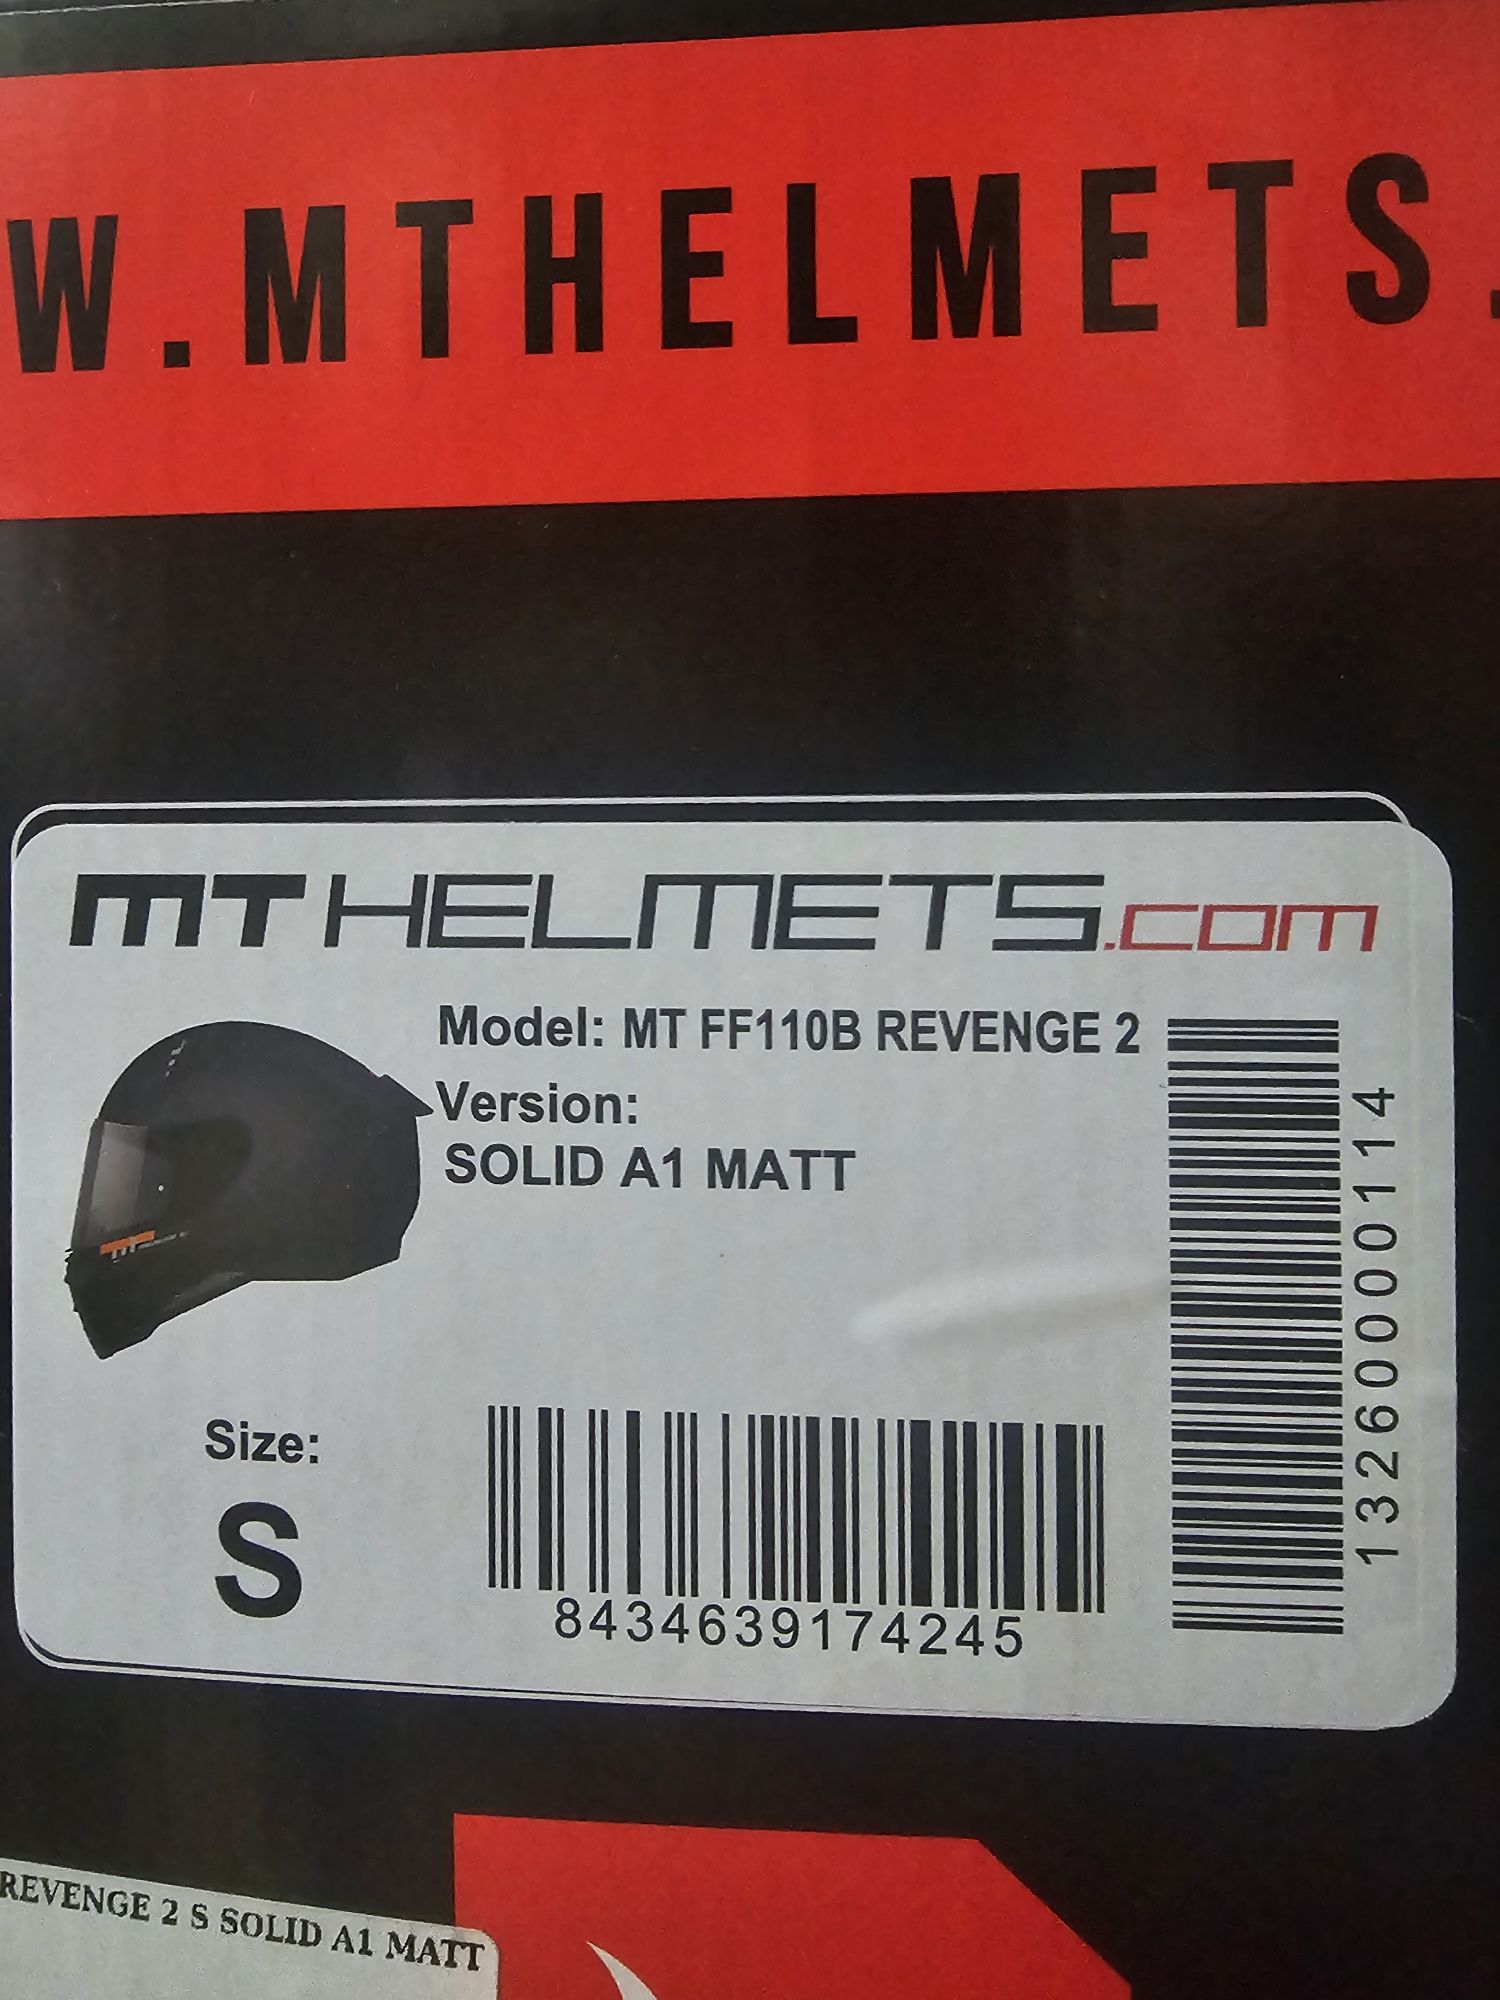 W.MTHELMETS.
MTHELMETS.com
Model: MT FF110B REVENGE 2
Version:
SOLID A1 MATT
132600000114
Size:
S
8434639174245
REVENGE 2 S SOLID A1 MATT